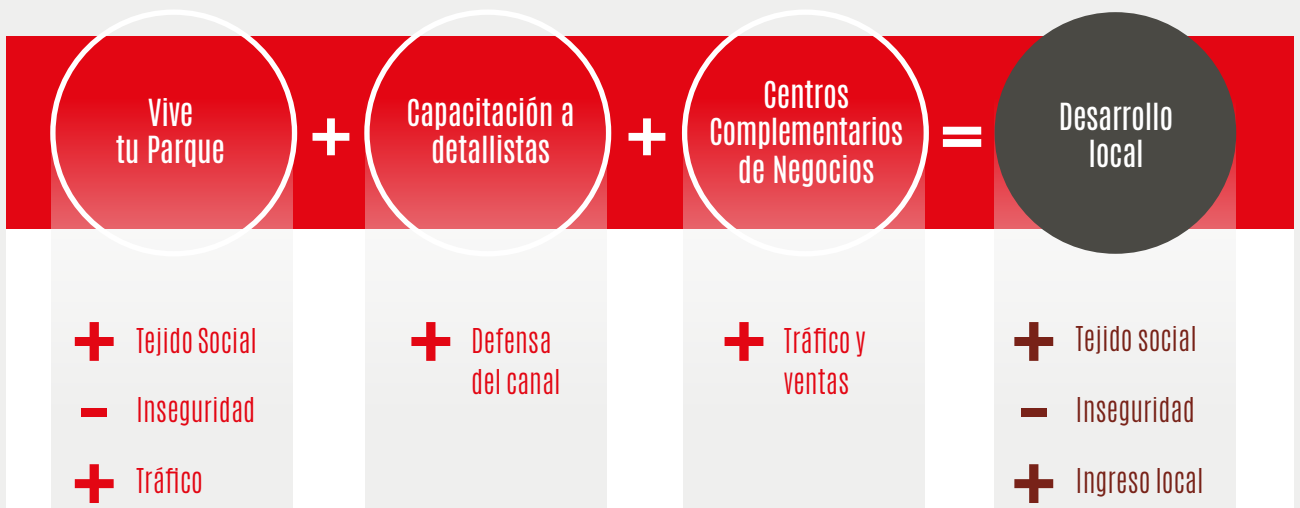 Vive
tu Parque
+
Capacitación a
detallistas
+
Centros
Complementarios
de Negocios
=
Desarrollo
local
+ Tejido Social
- Inseguridad
+ Tráfico
+ Defensa
del canal
+ Tráfico y
ventas
+ Tejido social
- Inseguridad
+ Ingreso local